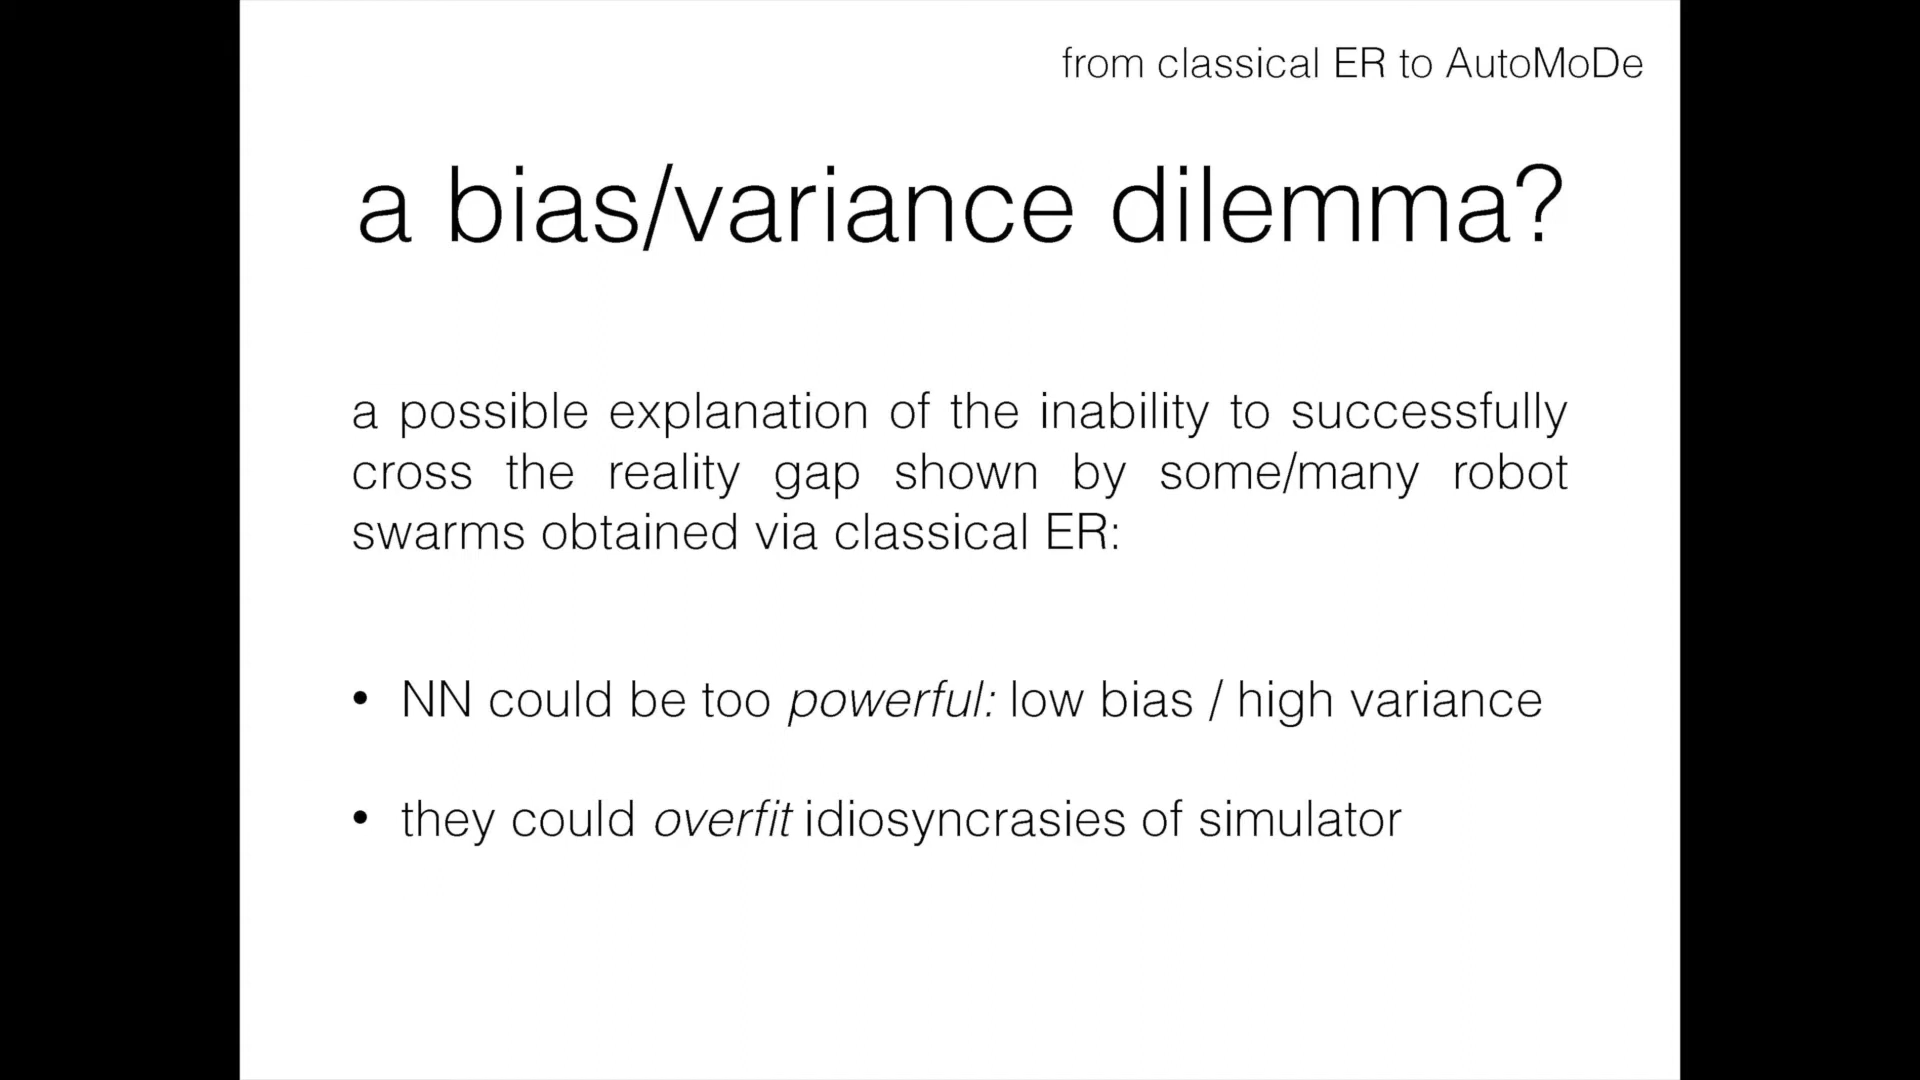 from classical ER to AutoMoDe
a bias/variance dilemma?
a possible explanation of the inability to successfully
cross the reality gap shown by some/many robot
swarms obtained via classical ER:
• NN could be too powerful: low bias / high variance
• they could overfit idiosyncrasies of simulator